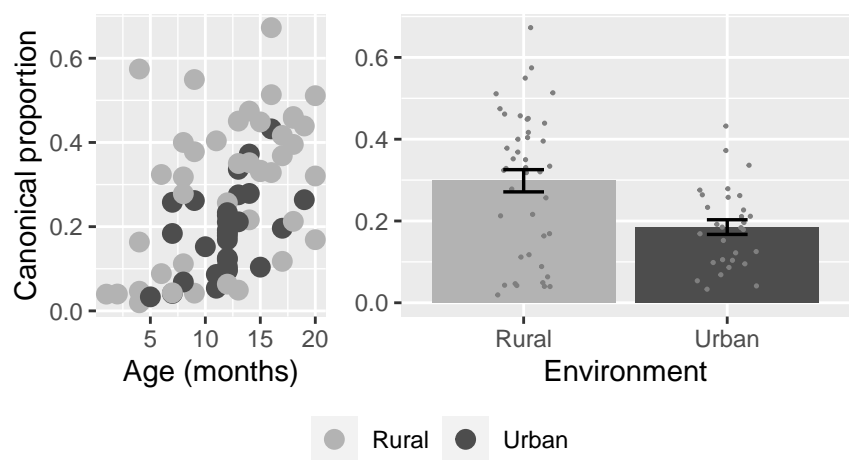 Canonical proportion
0.6
0.4
0.2
0.0
5 10 15 20
Age (months)
0.6
0.4
0.2
0.0
Rural Urban
Environment
Rural Urban